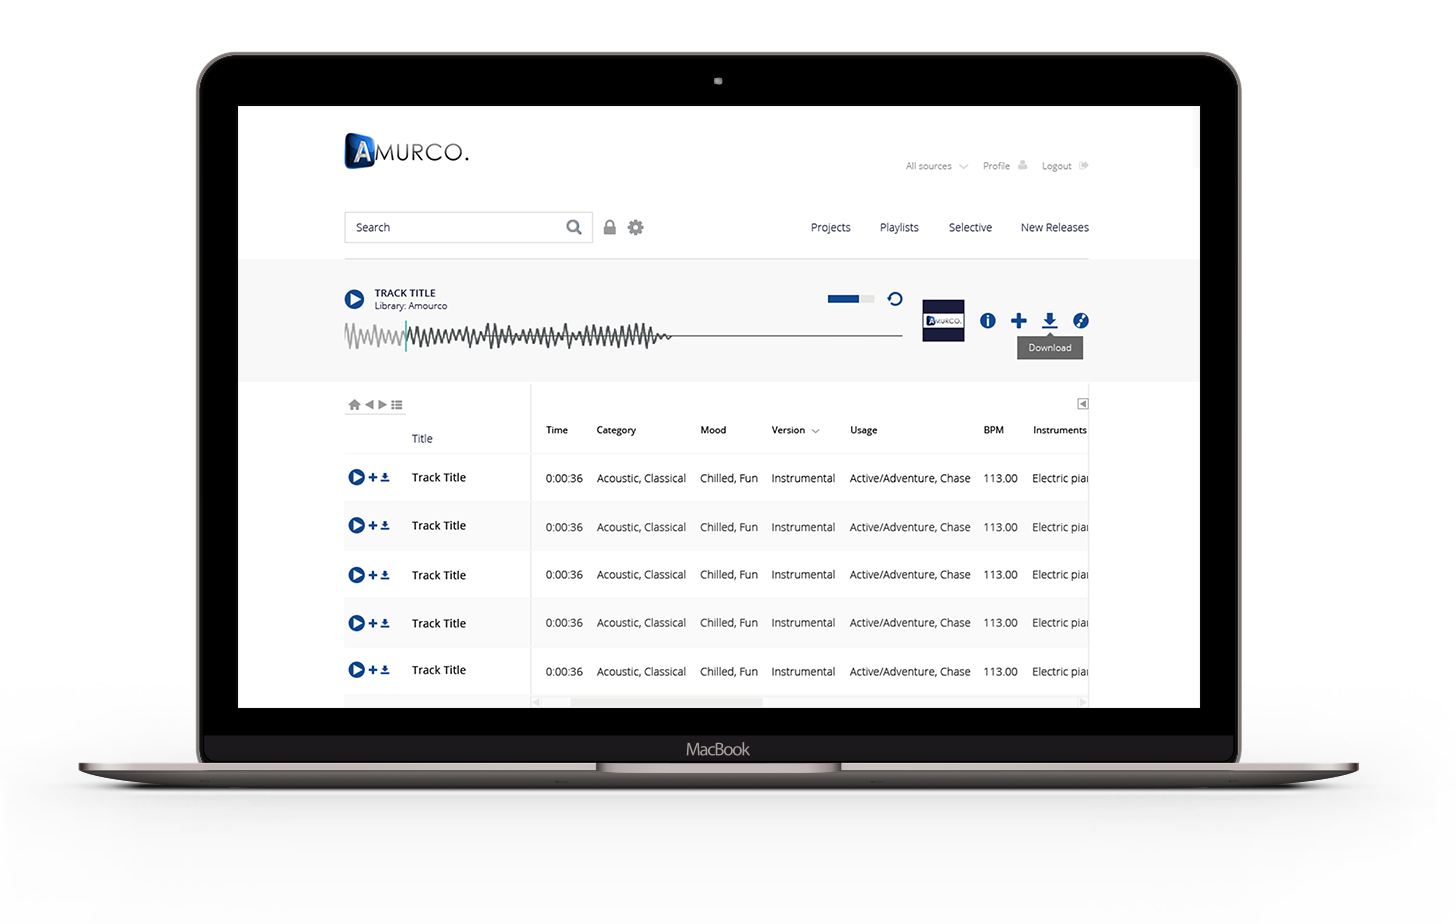 AMURCO.
All sources Profile Logout
Search
Projects Playlists Selective New Releases
TRACK TITLE
Library: Amourco
AMURCO.
Download
Title
Time Category Mood Version Usage BPM Instruments
Track Title 0:00:36 Acoustic, Classical Chilled, Fun Instrumental Active/Adventure, Chase 113.00 Electric pia
Track Title 0:00:36 Acoustic, Classical Chilled, Fun Instrumental Active/Adventure, Chase 113.00 Electric pia
Track Title 0:00:36 Acoustic, Classical Chilled, Fun Instrumental Active/Adventure, Chase 113.00 Electric pia
Track Title 0:00:36 Acoustic, Classical Chilled, Fun Instrumental Active/Adventure, Chase 113.00 Electric pia
Track Title 0:00:36 Acoustic, Classical Chilled, Fun Instrumental Active/Adventure, Chase 113.00 Electric pia
MacBook